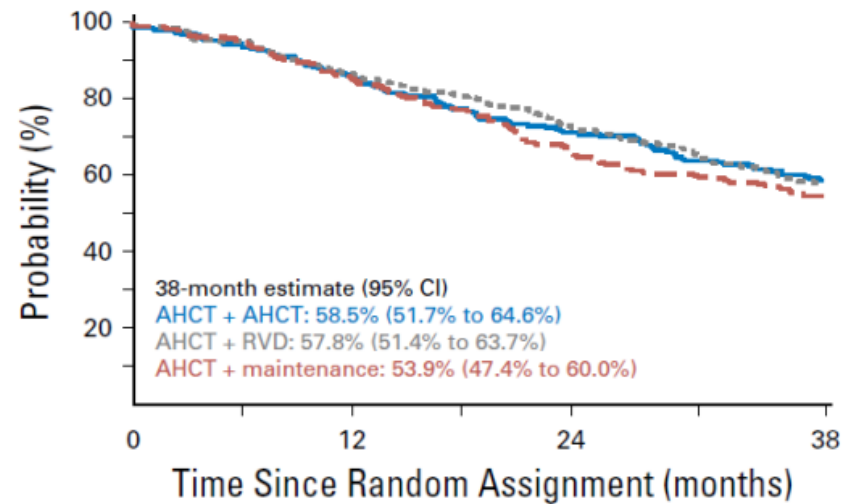 100
80
60
40
20
Probability (%)
38-month estimate (95% CI)
AHCT + AHCT: 58.5% (51.7% to 64.6%)
AHCT + RVD: 57.8% (51.4% to 63.7%)
AHCT + maintenance: 53.9% (47.4% to 60.0%)
0 12 24 38
Time Since Random Assignment (months)